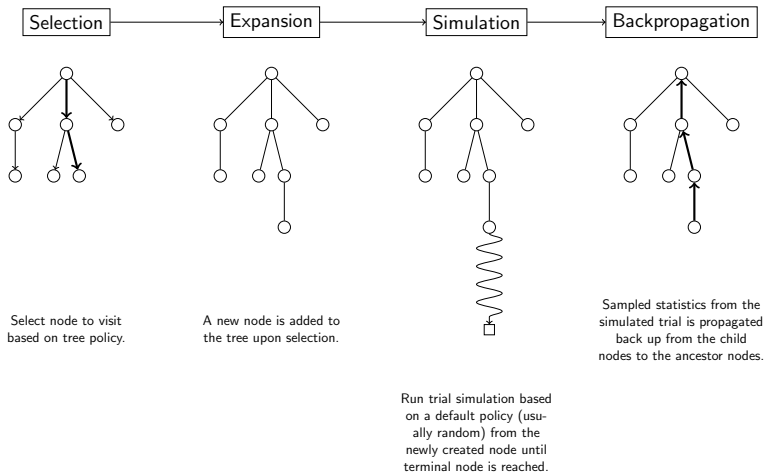 Selection
Expansion
Simulation
Backpropagation
Select node to visit
based on tree policy.
A new node is added to
the tree upon selection.
Run trial simulation based
on a default policy (usu-
ally random) from the
newly created node until
terminal node is reached.
Sampled statistics from the
simulated trial is propagated
back up from the child
nodes to the ancestor nodes.